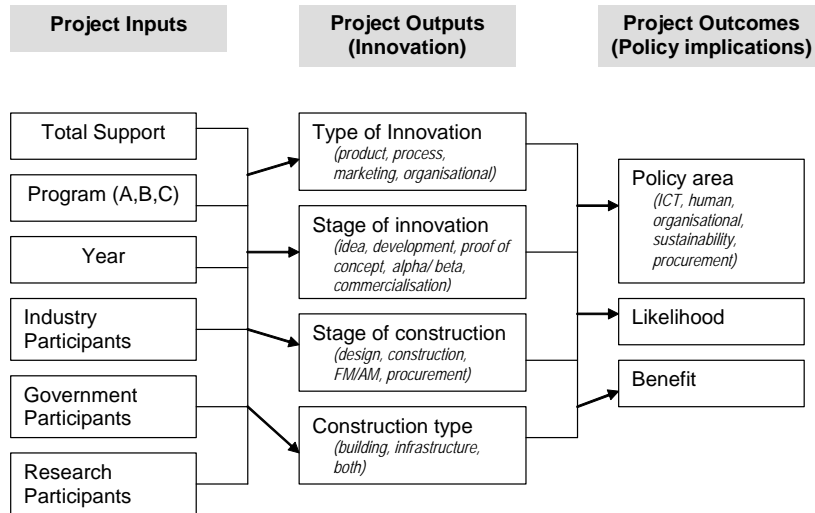 Project Inputs
Project Outputs
(Innovation)
Project Outcomes
(Policy implications)
Total Support
Program (A,B,C)
Year
Industry
Participants
Government
Participants
Research
Participants
Type of Innovation
(product, process,
marketing, organisational)
Stage of innovation
(idea, development, proof of
concept, alpha/ beta,
commercialisation)
Stage of construction
(design, construction,
FM/AM, procurement)
Construction type
(building, infrastructure,
both)
Policy area
(ICT, human,
organisational,
sustainability,
procurement)
Likelihood
Benefit